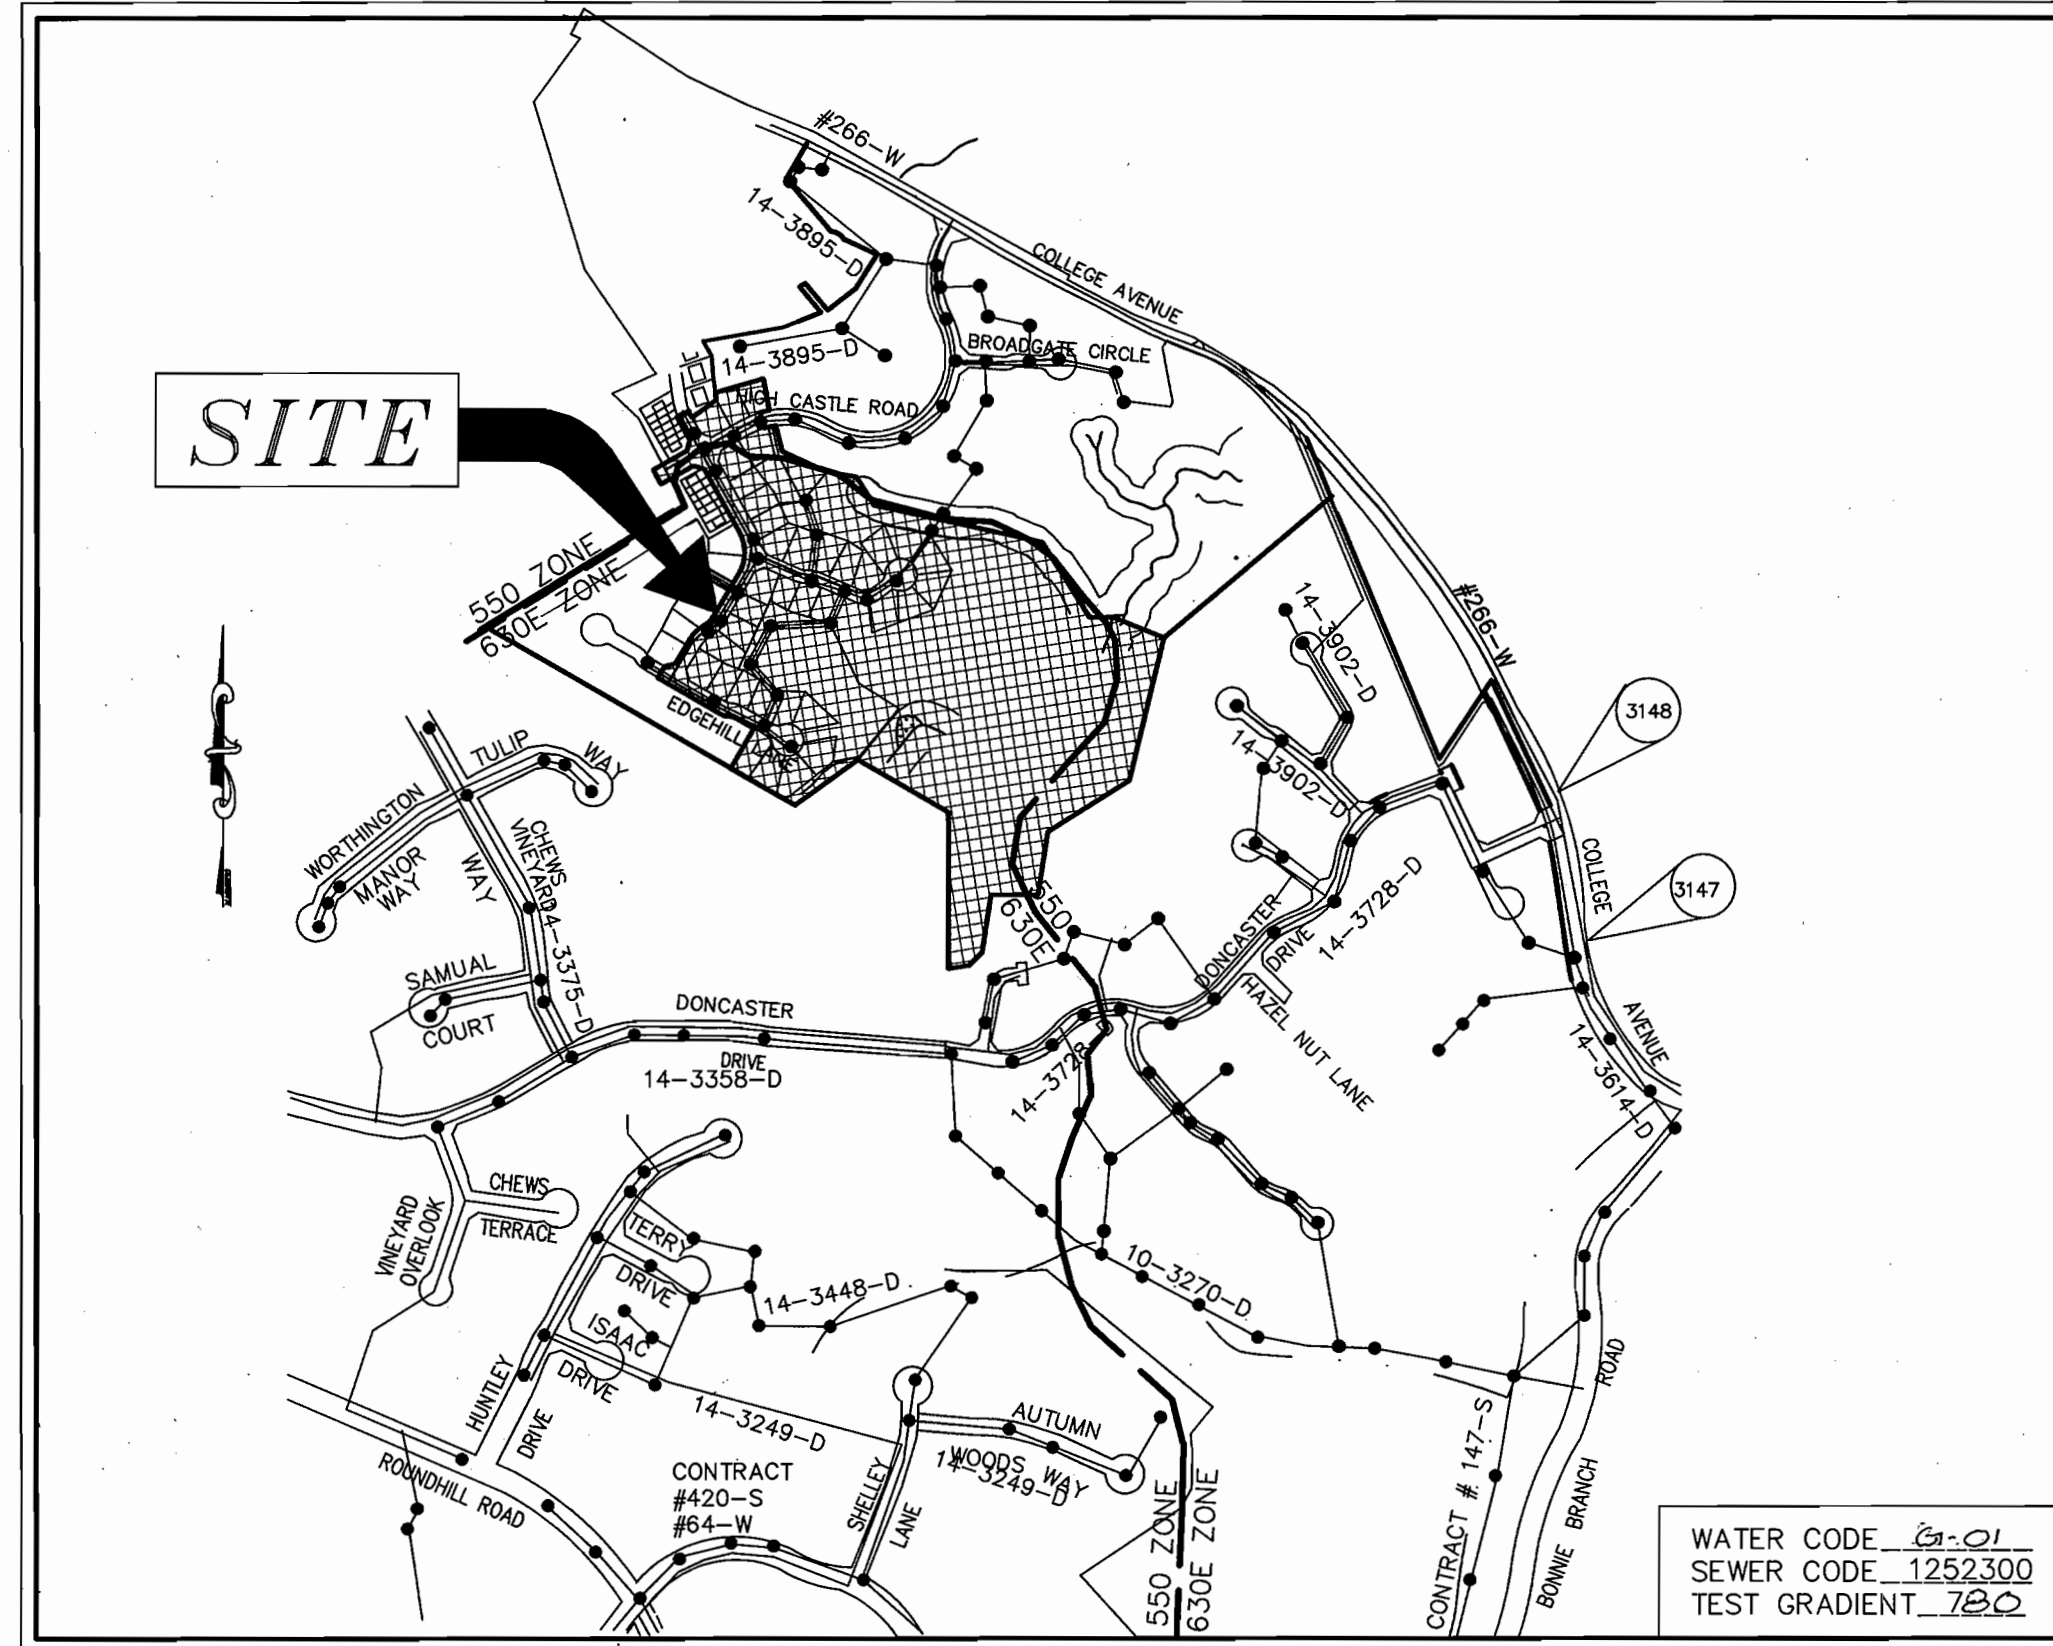 #266-W
14-3895-D
COLLEGE AVENUE
BROADGATE CIRCLE
14-3895-D
HIGH CASTLE ROAD
SITE
550 ZONE
630E ZONE
#266-W
14-3902-D
3148
EDGEHILL LANE
14-3902-D
TULIP WAY
WORTHINGTON
MANOR
WAY
CHEWS
VINEYARD
WAY
COLLEGE
3147
550
630E
14-3728-D
DONCASTER
DRIVE
SAMUAL
COURT
14-3375-D
DONCASTER
DRIVE
14-3358-D
HAZEL NUT LANE
AVENUE
14-3614-D
14-3728
CHEWS
TERRACE
VINEYARD
OVERLOOK
TERRY
DRIVE
14-3448-D
10-3270-D
ISAAC
DRIVE
HUNTLEY
DRIVE
14-3249-D
AUTUMN
WOODS WAY
14-3249-D
ROUNDHILL ROAD
CONTRACT
#420-S
#64-W
SHELLEY
LANE
550 ZONE
630E ZONE
CONTRACT # 147-S
BONNIE BRANCH
ROAD
WATER CODE
SEWER CODE 1252300
TEST GRADIENT 780